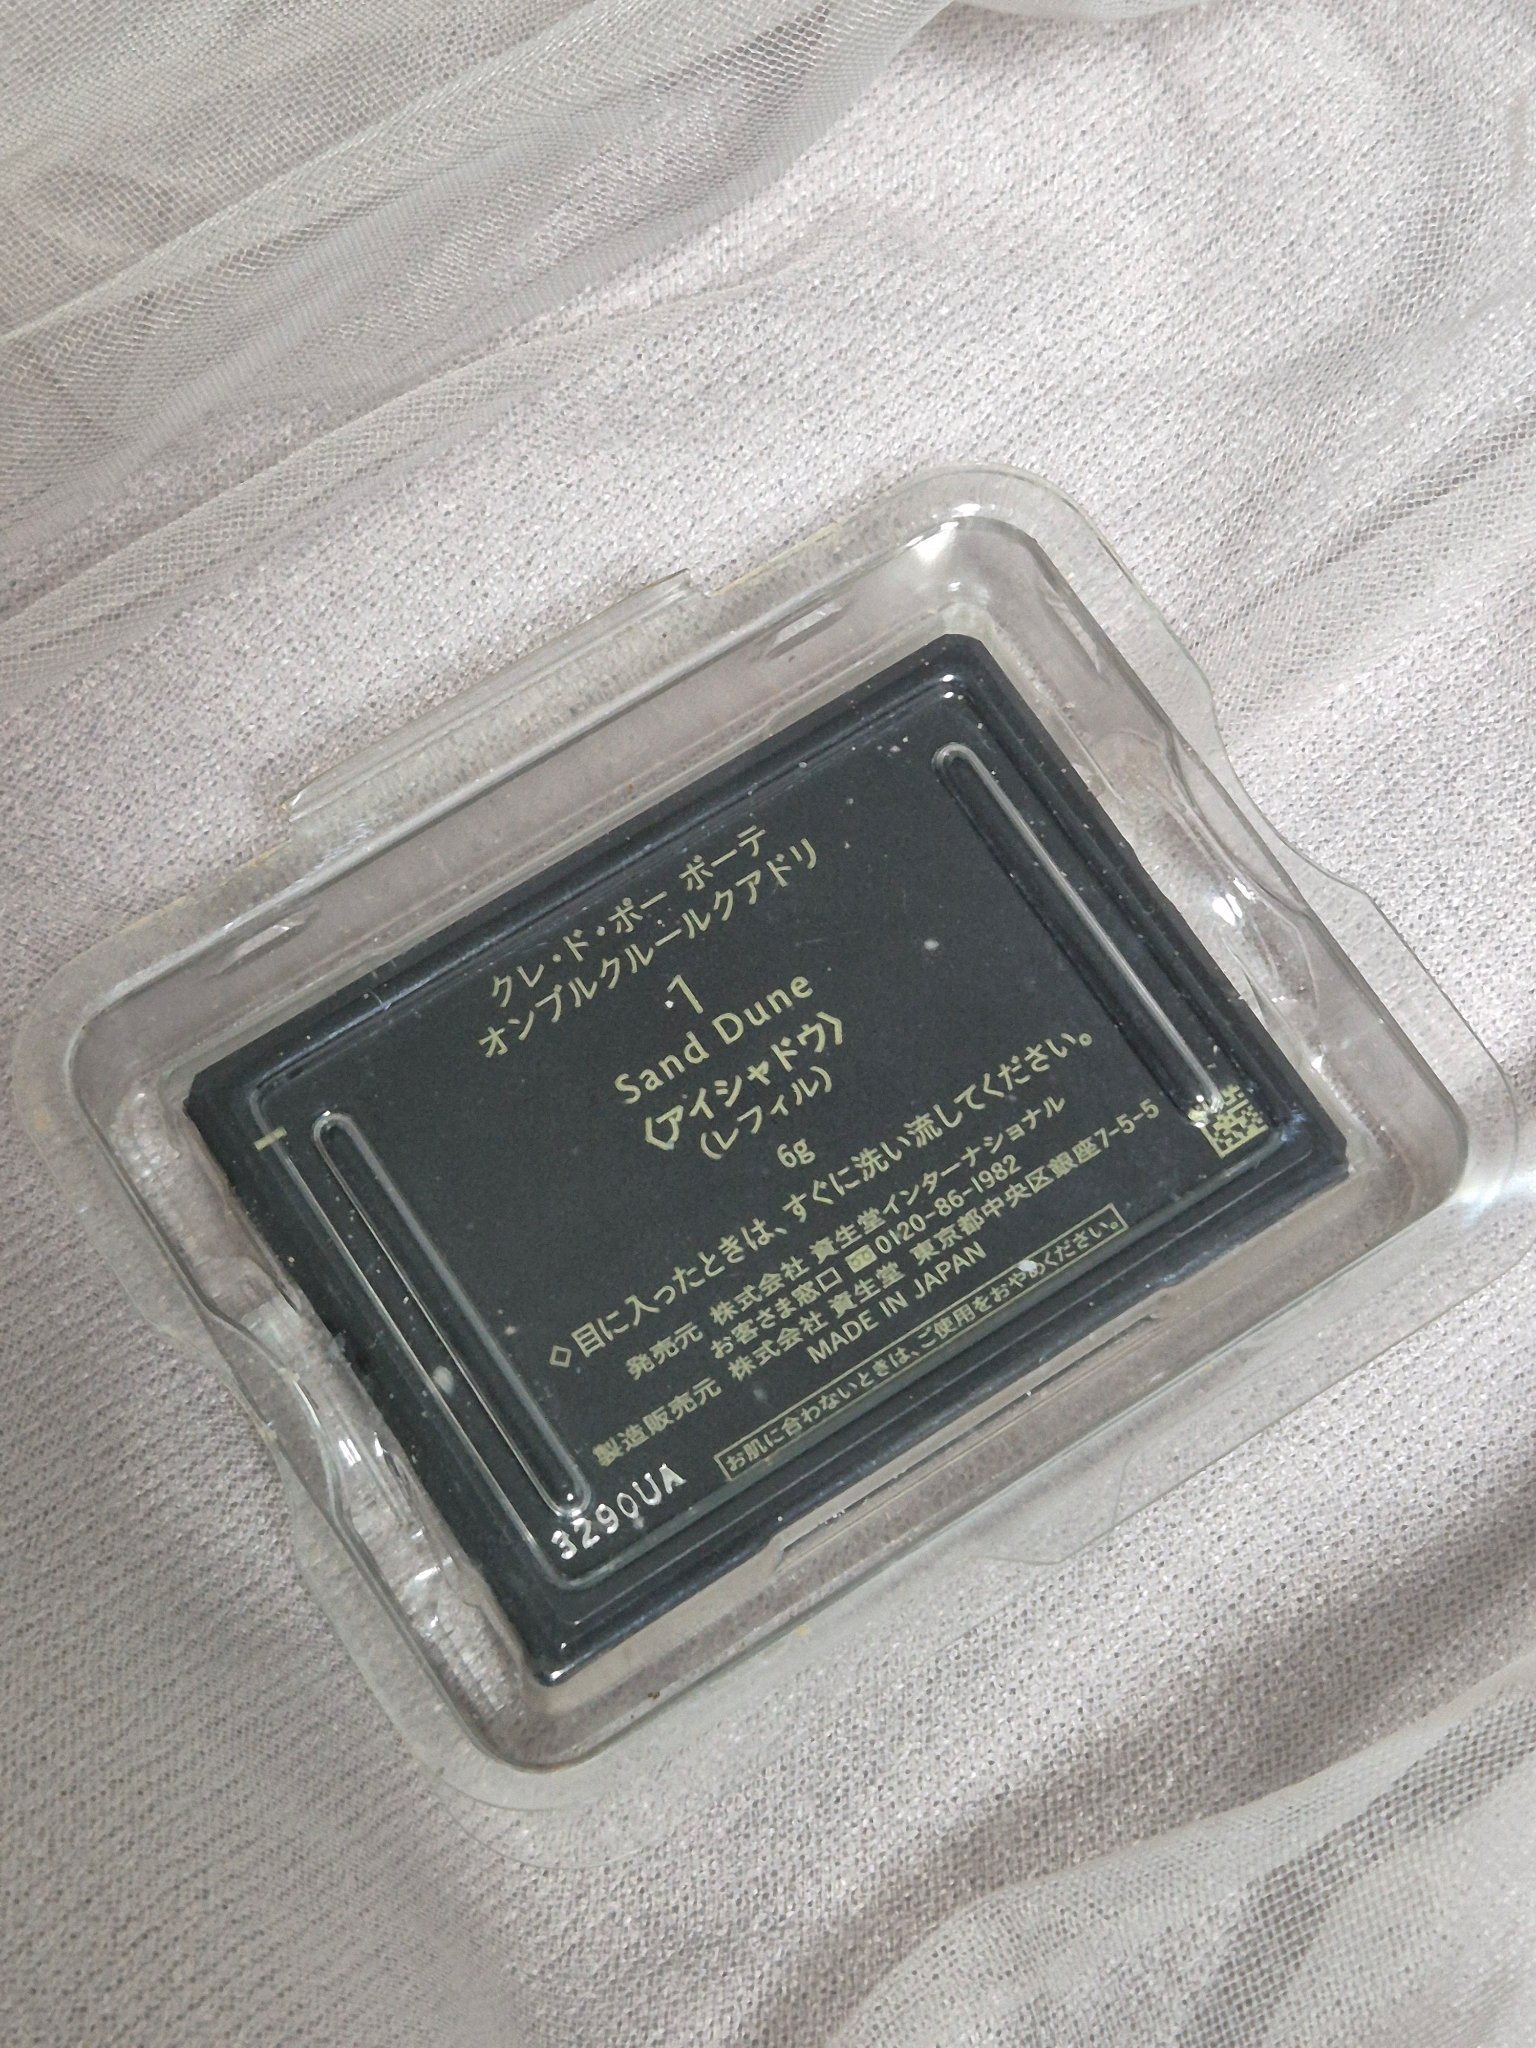 クレ・ド・ポー ボーテ
オンブルクルールクアドリ
1
Sand Dune
〈アイシャドウ〉
(レフィル)
6g
◇目に入ったときは、すぐに洗い流してください。
発売元 株式会社 資生堂インターナショナル
お客さま窓口 0120-86-1982
製造販売元 株式会社 資生堂 東京都中央区銀座7-5-5
MADE IN JAPAN
お肌に合わないときは、ご使用をおやめください。
3290UA